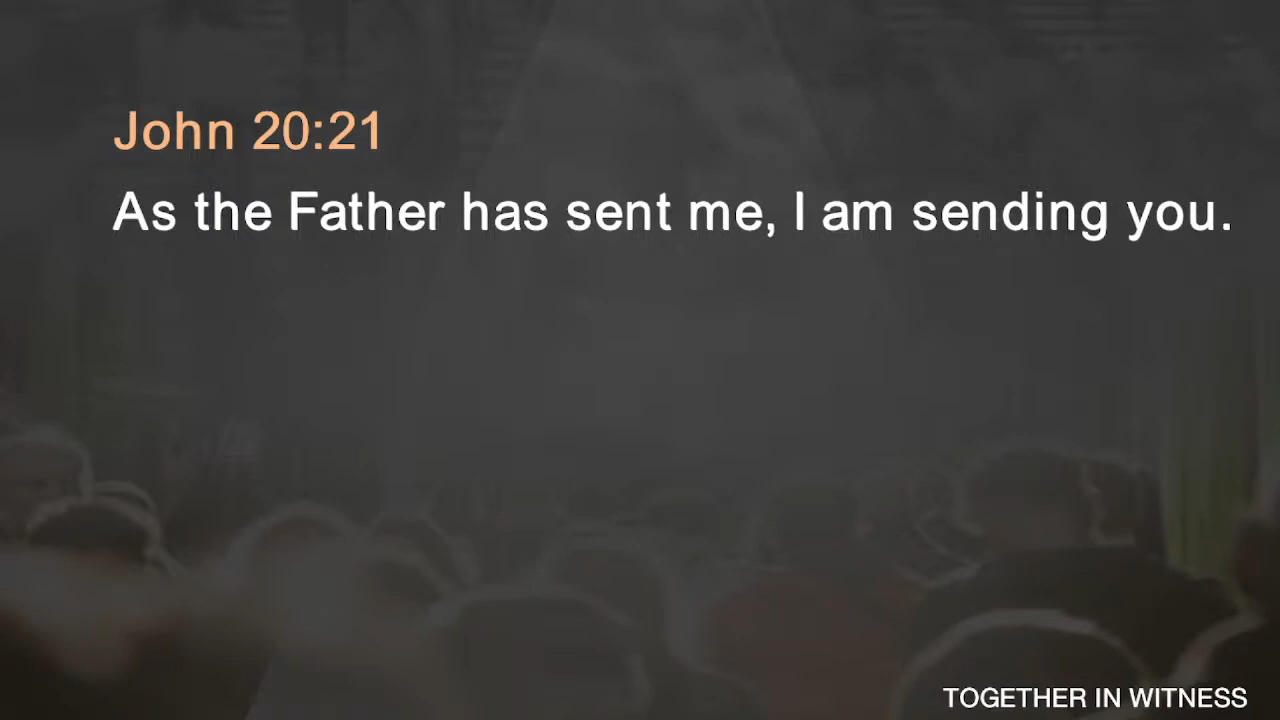 John 20:21
As the Father has sent me, I am sending you.
TOGETHER IN WITNESS